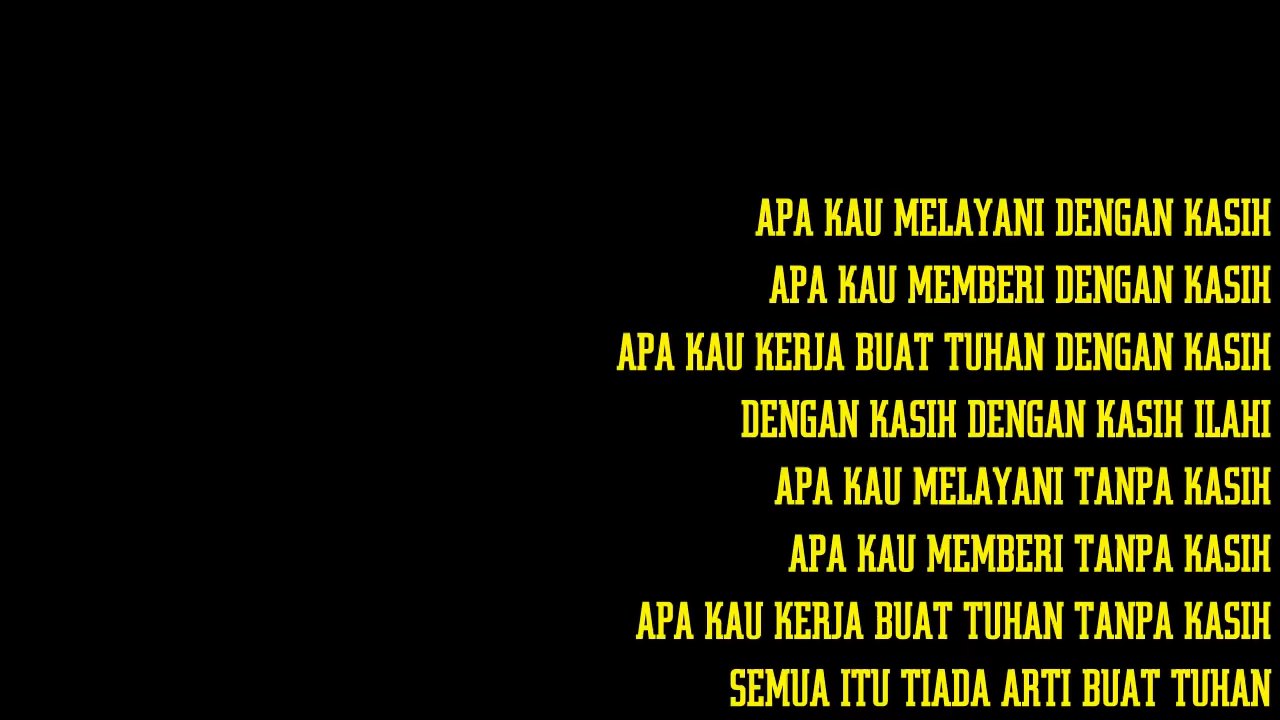 APA KAU MELAYANI DENGAN KASIH
APA KAU MEMBERI DENGAN KASIH
APA KAU KERJA BUAT TUHAN DENGAN KASIH
DENGAN KASIH DENGAN KASIH ILAHI
APA KAU MELAYANI TANPA KASIH
APA KAU MEMBERI TANPA KASIH
APA KAU KERJA BUAT TUHAN TANPA KASIH
SEMUA ITU TIADA ARTI BUAT TUHAN